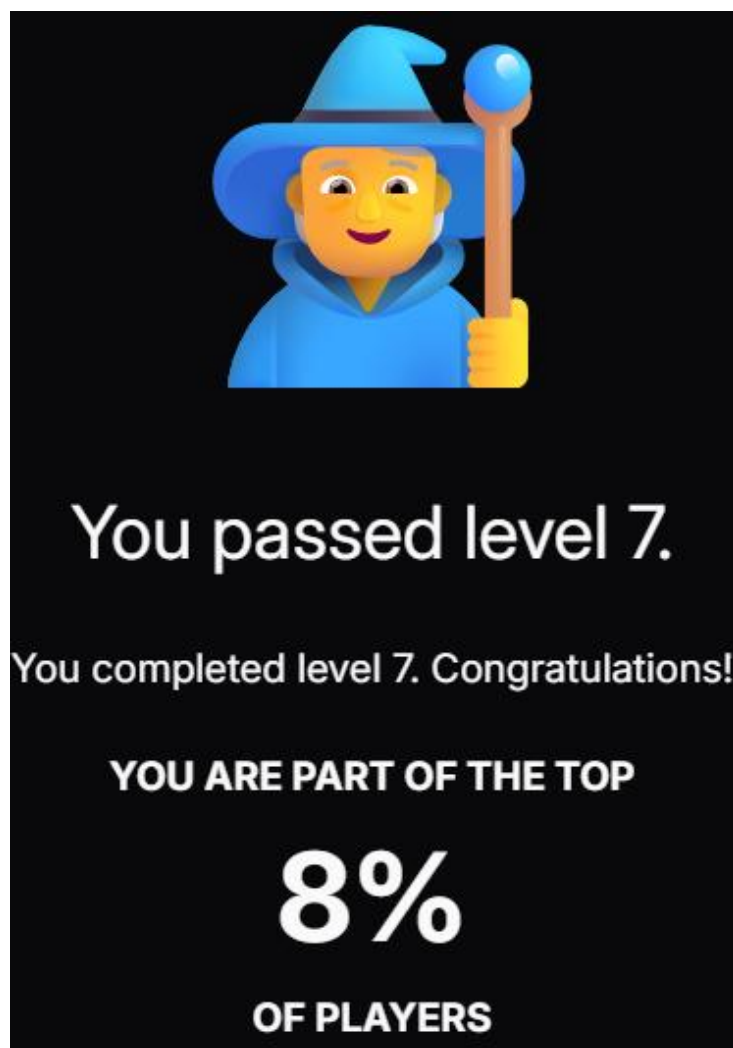 You passed level 7.
You completed level 7. Congratulations!
YOU ARE PART OF THE TOP
8%
OF PLAYERS